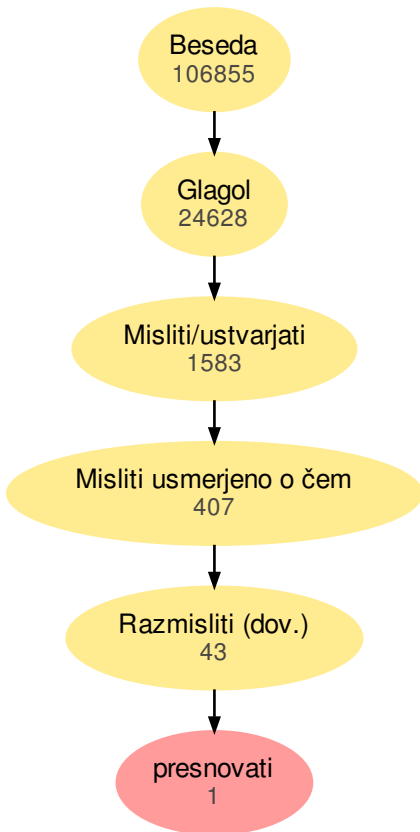 Beseda
106855
Glagol
24628
Misliti/ustvarjati
1583
Misliti usmerjeno o čem
407
Razmisliti (dov.)
43
presnovati
1